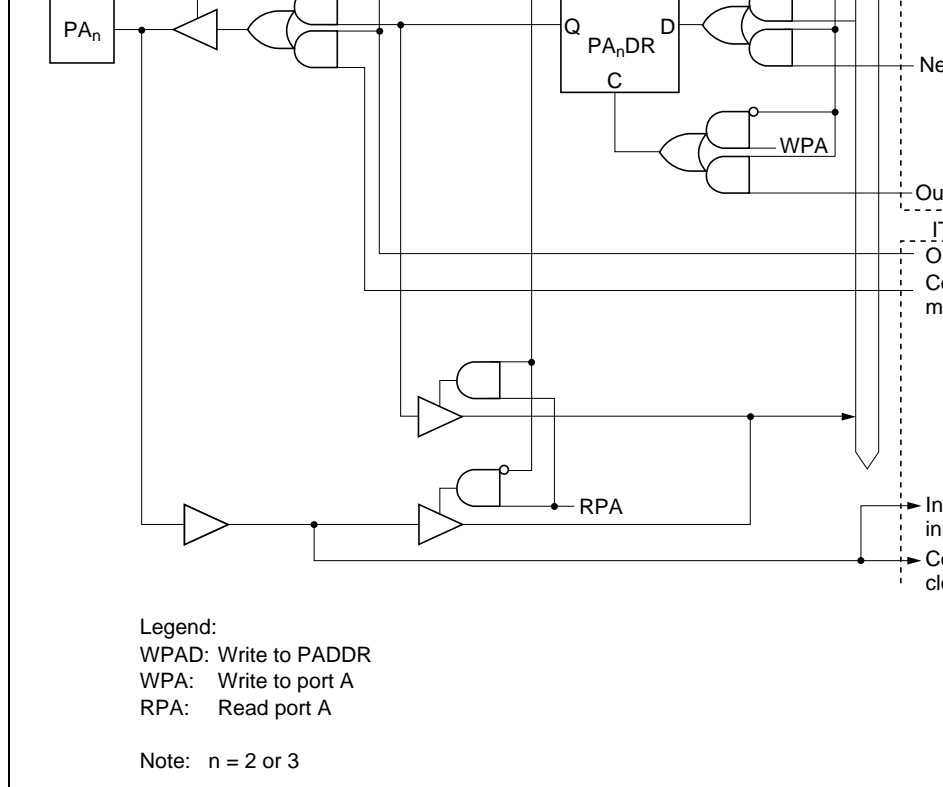 PAn
Q
D
PAnDR
C
WPA
RPA
Legend:
WPAD: Write to PADDR
WPA: Write to port A
RPA: Read port A
Note: n = 2 or 3